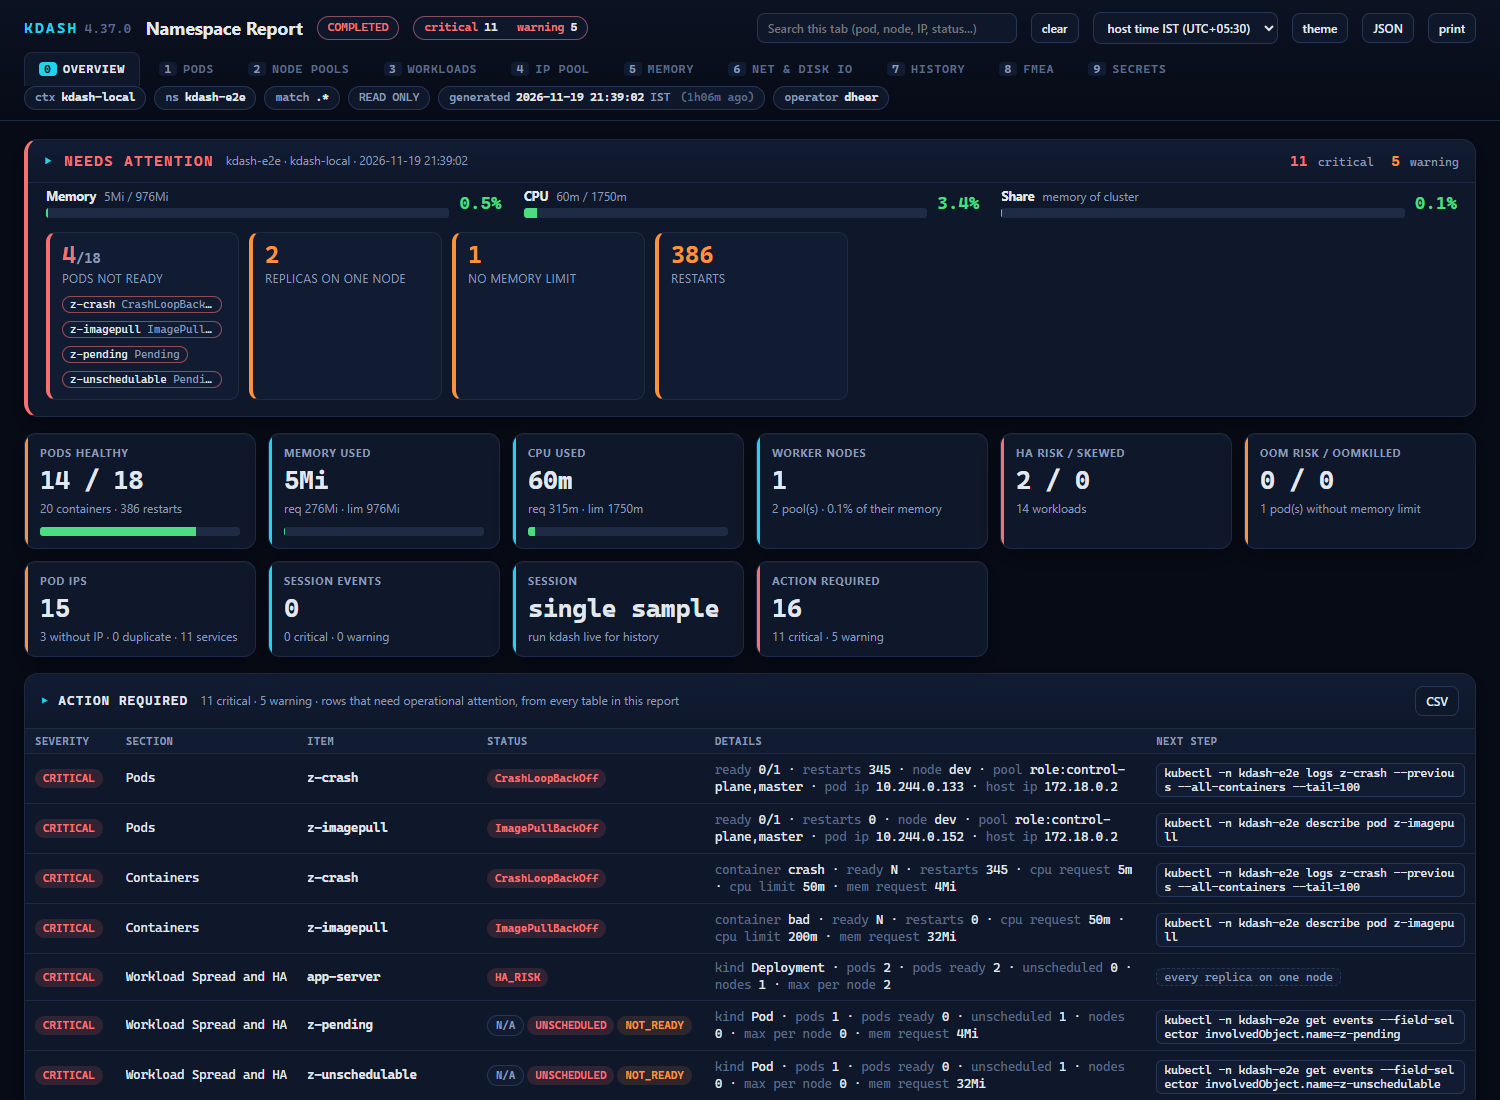 KDASH 4.37.0 Namespace Report COMPLETED critical 11 warning 5 Search this tab (pod, node, IP, status...) clear host time IST (UTC+05:30) theme JSON print
0 OVERVIEW 1 PODS 2 NODE POOLS 3 WORKLOADS 4 IP POOL 5 MEMORY 6 NET & DISK IO 7 HISTORY 8 FMEA 9 SECRETS
ctx kdash-local ns kdash-e2e match .* READ ONLY generated 2026-11-19 21:39:02 IST (1h06m ago) operator dheer
NEEDS ATTENTION kdash-e2e · kdash-local · 2026-11-19 21:39:02 11 critical 5 warning
Memory 5Mi / 976Mi 0.5% CPU 60m / 1750m 3.4% Share memory of cluster 0.1%
4/18
PODS NOT READY
z-crash CrashLoopBack…
z-imagepull ImagePull…
z-pending Pending
z-unschedulable Pendi…
2
REPLICAS ON ONE NODE
1
NO MEMORY LIMIT
386
RESTARTS
PODS HEALTHY
14 / 18
20 containers · 386 restarts
MEMORY USED
5Mi
req 276Mi · lim 976Mi
CPU USED
60m
req 315m · lim 1750m
WORKER NODES
1
2 pool(s) · 0.1% of their memory
HA RISK / SKEWED
2 / 0
14 workloads
OOM RISK / OOMKILLED
0 / 0
1 pod(s) without memory limit
POD IPS
15
3 without IP · 0 duplicate · 11 services
SESSION EVENTS
0
0 critical · 0 warning
SESSION
single sample
run kdash live for history
ACTION REQUIRED
16
11 critical · 5 warning
ACTION REQUIRED 11 critical · 5 warning · rows that need operational attention, from every table in this report CSV
SEVERITY SECTION ITEM STATUS DETAILS NEXT STEP
CRITICAL Pods z-crash CrashLoopBackOff ready 0/1 · restarts 345 · node dev · pool role:control-
plane,master · pod ip 10.244.0.133 · host ip 172.18.0.2
kubectl -n kdash-e2e logs z-crash --previou
s --all-containers --tail=100
CRITICAL Pods z-imagepull ImagePullBackOff ready 0/1 · restarts 0 · node dev · pool role:control-
plane,master · pod ip 10.244.0.152 · host ip 172.18.0.2
kubectl -n kdash-e2e describe pod z-imagepu
ll
CRITICAL Containers z-crash CrashLoopBackOff container crash · ready N · restarts 345 · cpu request 5m
· cpu limit 50m · mem request 4Mi
kubectl -n kdash-e2e logs z-crash --previou
s --all-containers --tail=100
CRITICAL Containers z-imagepull ImagePullBackOff container bad · ready N · restarts 0 · cpu request 50m ·
cpu limit 200m · mem request 32Mi
kubectl -n kdash-e2e describe pod z-imagepu
ll
CRITICAL Workload Spread and HA app-server HA_RISK kind Deployment · pods 2 · pods ready 2 · unscheduled 0 ·
nodes 1 · max per node 2
every replica on one node
CRITICAL Workload Spread and HA z-pending N/A UNSCHEDULED NOT_READY kind Pod · pods 1 · pods ready 0 · unscheduled 1 · nodes
0 · max per node 0 · mem request 4Mi
kubectl -n kdash-e2e get events --field-sel
ector involvedObject.name=z-pending
CRITICAL Workload Spread and HA z-unschedulable N/A UNSCHEDULED NOT_READY kind Pod · pods 1 · pods ready 0 · unscheduled 1 · nodes
0 · max per node 0 · mem request 32Mi
kubectl -n kdash-e2e get events --field-sel
ector involvedObject.name=z-unschedulable